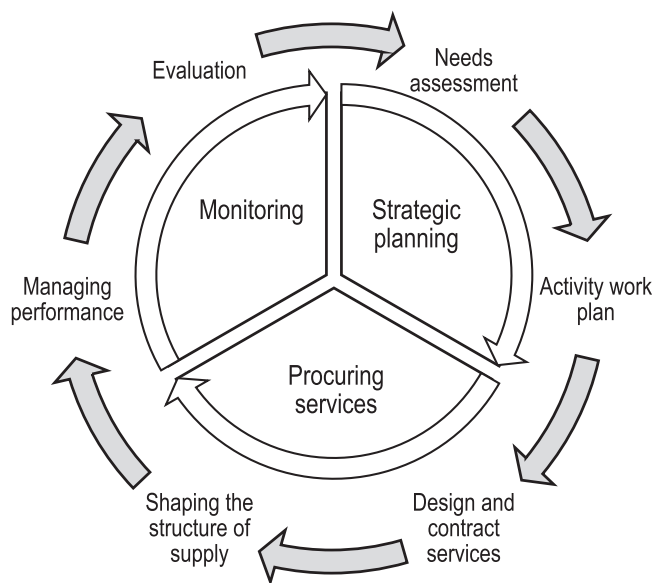 Evaluation
Needs
assessment
Monitoring
Strategic
planning
Managing
performance
Activity work
plan
Procuring
services
Shaping the
structure of
supply
Design and
contract
services